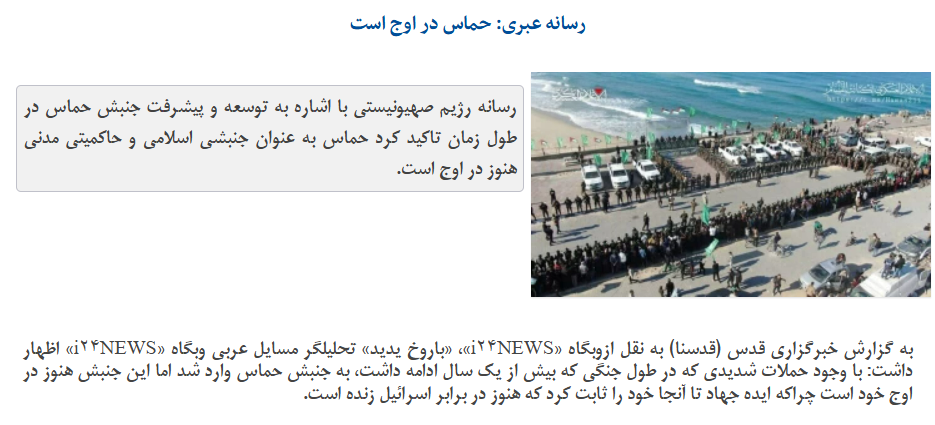 رسانه عبری: حماس در اوج است
رسانه رژیم صهیونیستی با اشاره به توسعه و پیشرفت جنبش حماس در
طول زمان تاکید کرد حماس به عنوان جنبشی اسلامی و حاکمیتی مدنی
هنوز در اوج است.
به گزارش خبرگزاری قدس (قدسنا) به نقل ازوبگاه «i۲۴NEWS»، «باروخ یدید» تحلیلگر مسایل عربی وبگاه «i۲۴NEWS» اظهار
داشت: با وجود حملات شدیدی که در طول جنگی که بیش از یک سال ادامه داشت، به جنبش حماس وارد شد اما این جنبش هنوز در
اوج خود است چراکه ایده جهاد تا آنجا خود را ثابت کرد که هنوز در برابر اسرائیل زنده است.